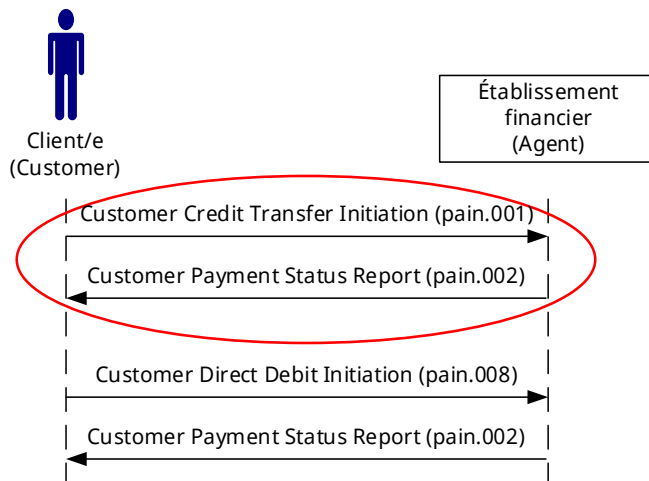 Établissement
financier
(Agent)
Client/e
(Customer)
Customer Credit Transfer Initiation (pain.001)
Customer Payment Status Report (pain.002)
Customer Direct Debit Initiation (pain.008)
Customer Payment Status Report (pain.002)